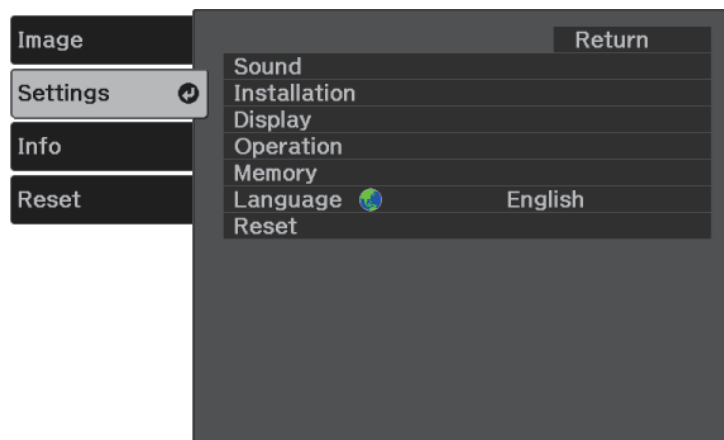 Image
Settings
Info
Reset
Return
Sound
Installation
Display
Operation
Memory
Language English
Reset